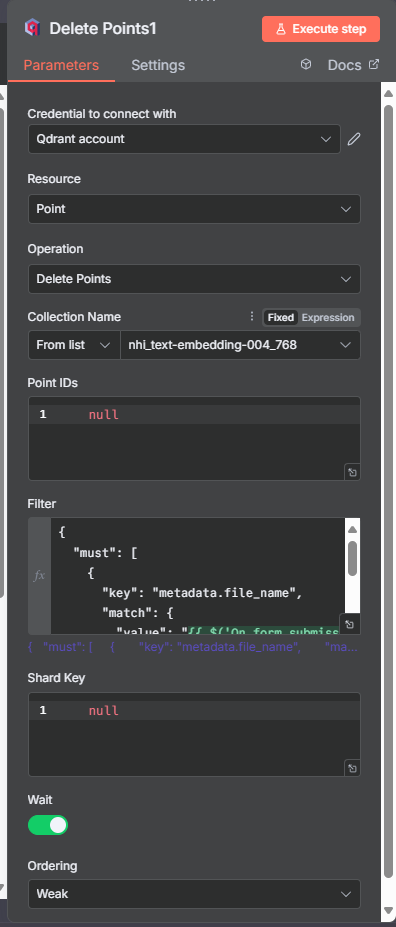 Delete Points1
Execute step
Parameters
Settings
Docs
Credential to connect with
Qdrant account
Resource
Point
Operation
Delete Points
Collection Name
Fixed
Expression
From list
nhi_text-embedding-004_768
Point IDs
1 null
Filter
fx
{
"must": [
{
"key": "metadata.file_name",
"match": {
"value": "{{ $('On form submiss
{ "must": [ { "key": "metadata.file_name", "ma...
Shard Key
1 null
Wait
Ordering
Weak